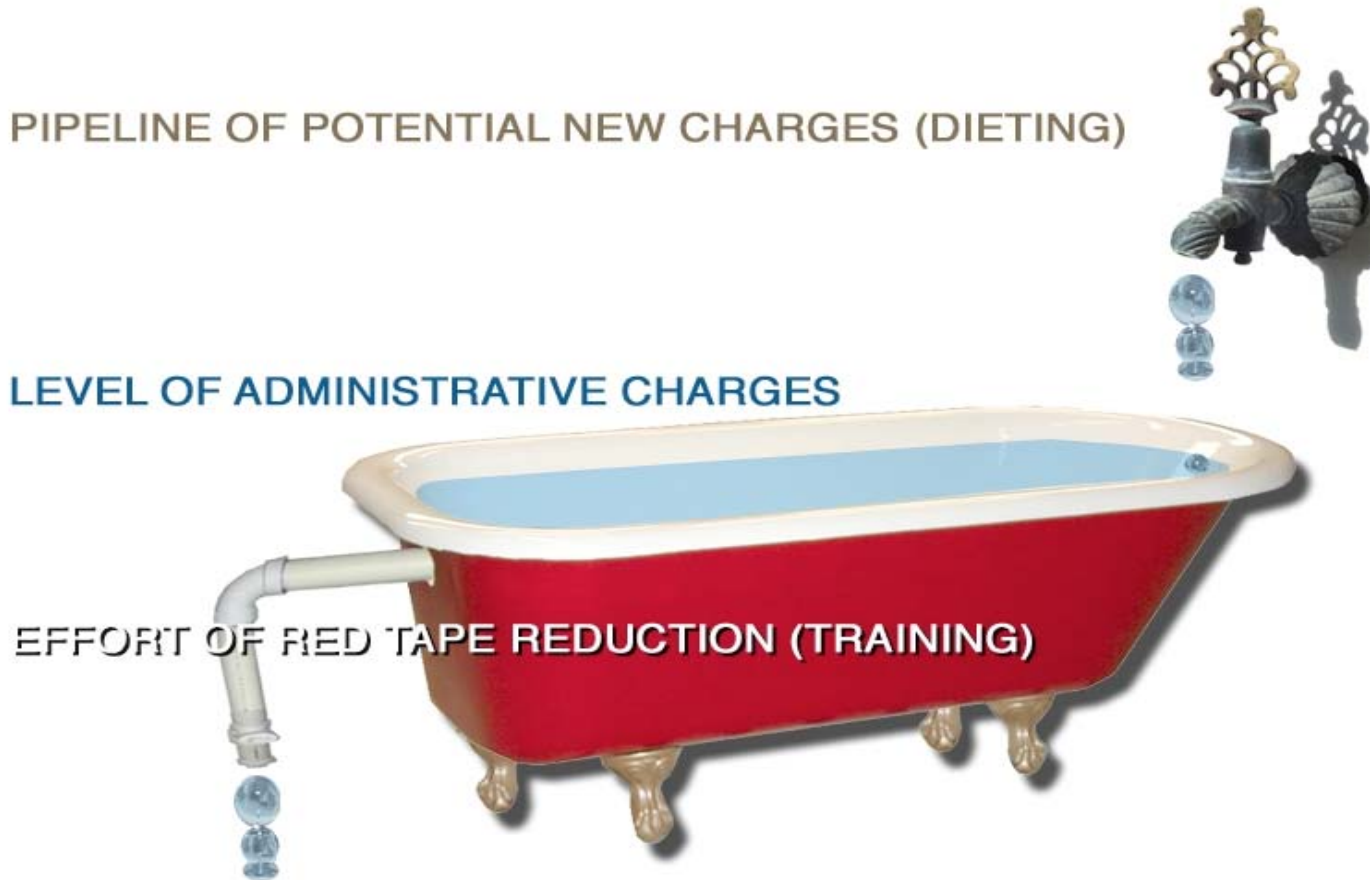 PIPELINE OF POTENTIAL NEW CHARGES (DIETING)
LEVEL OF ADMINISTRATIVE CHARGES
EFFORT OF RED TAPE REDUCTION (TRAINING)